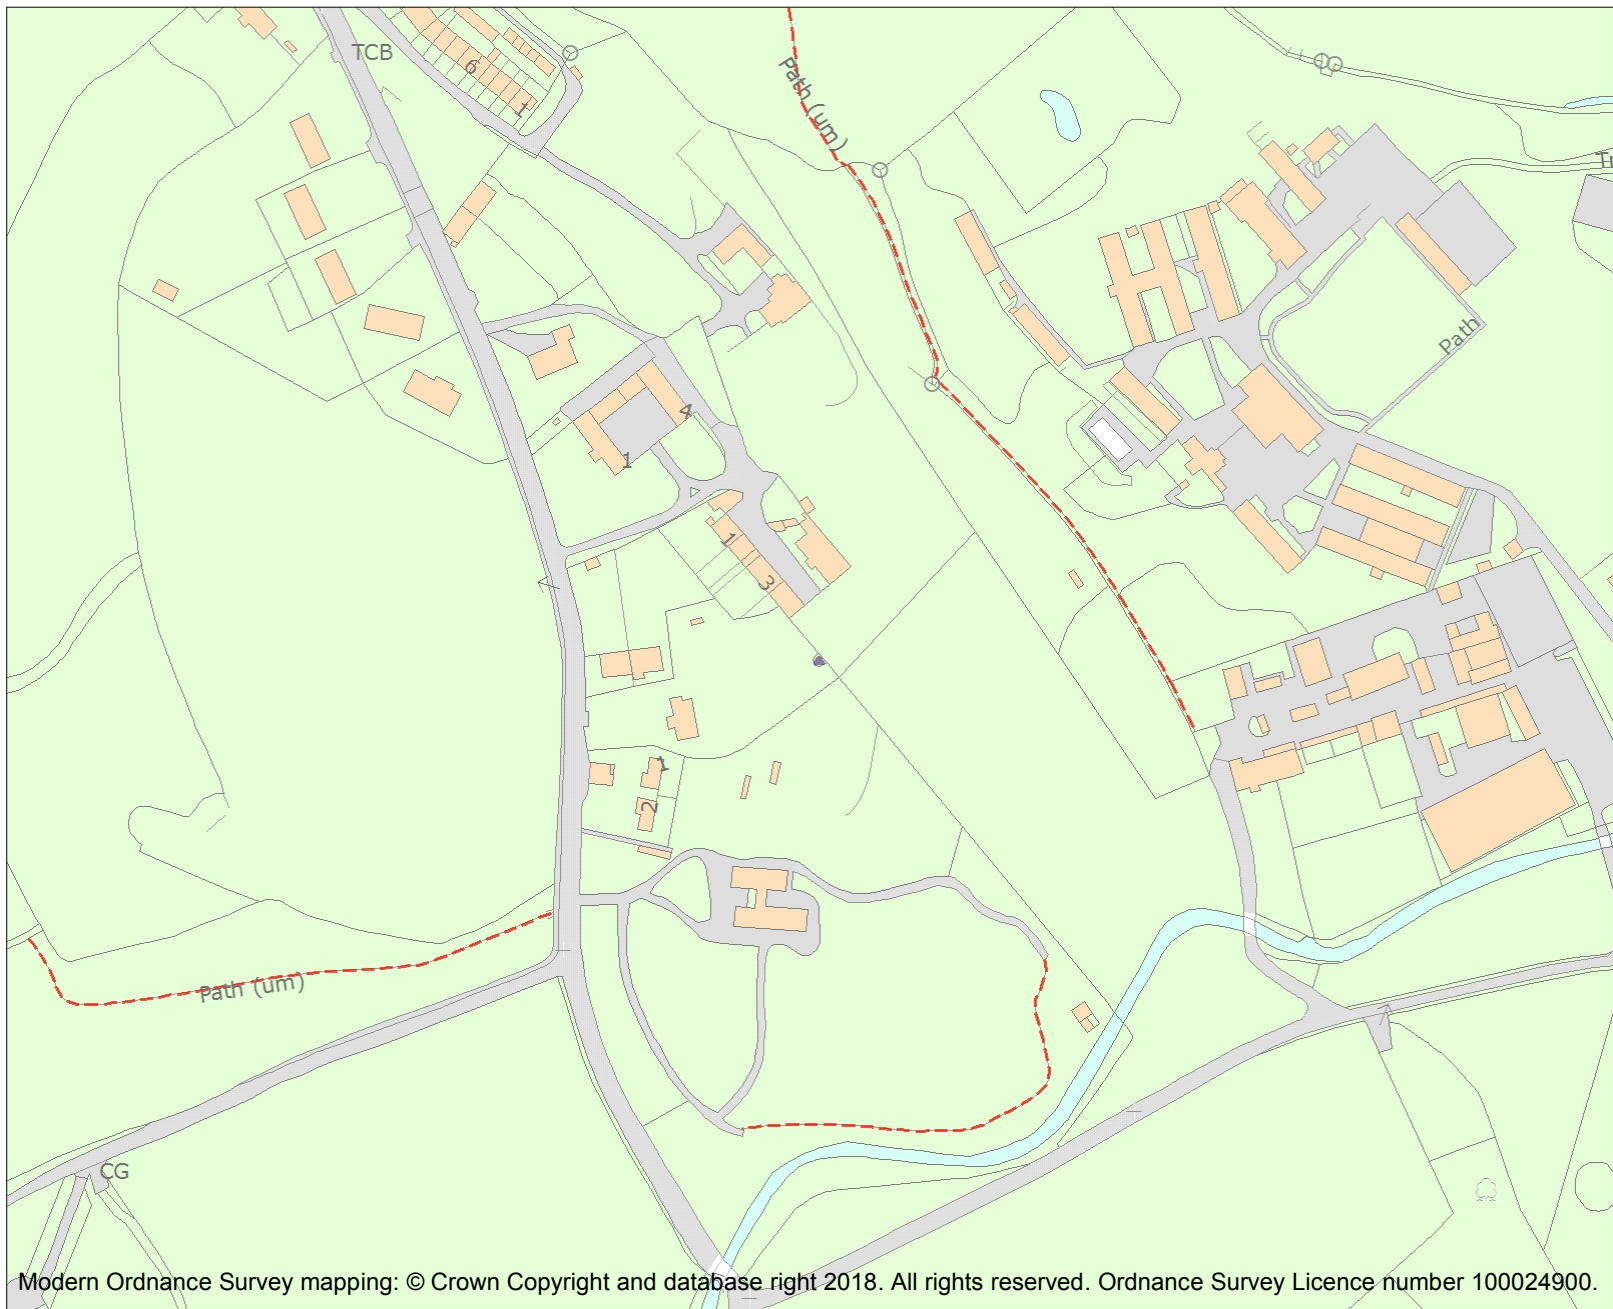 TCB
6
1
Path (um)
Tr
Path
4
1
1
3
1
2
Path (um)
CG
Modern Ordnance Survey mapping: © Crown Copyright and database right 2018. All rights reserved. Ordnance Survey Licence number 100024900.